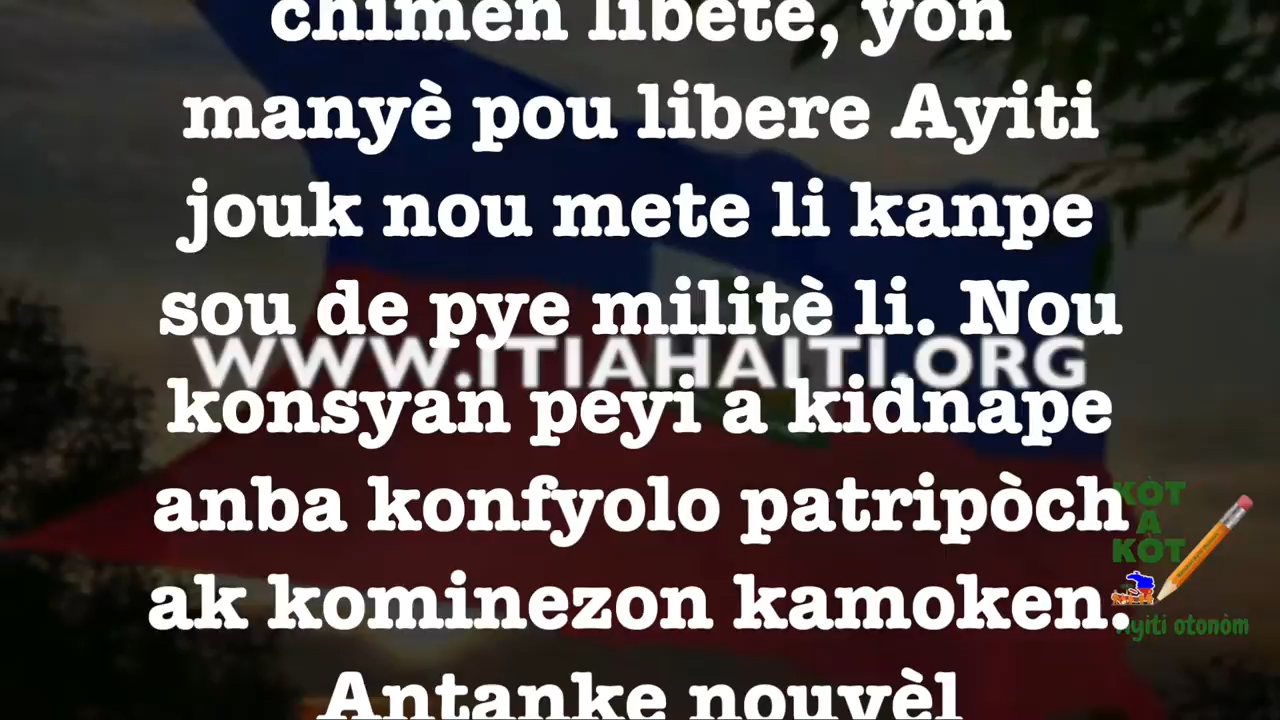 chimen libète, yon
manyè pou libere Ayiti
jouk nou mete li kanpe
sou de pye militè li. Nou
WWW.ITIAHAITI.ORG
konsyan peyi a kidnape
anba konfyolo patripòch
ak kominezon kamoken.
Antanke nouvèl
KÒT
A
KÒT
Ayiti otonòm